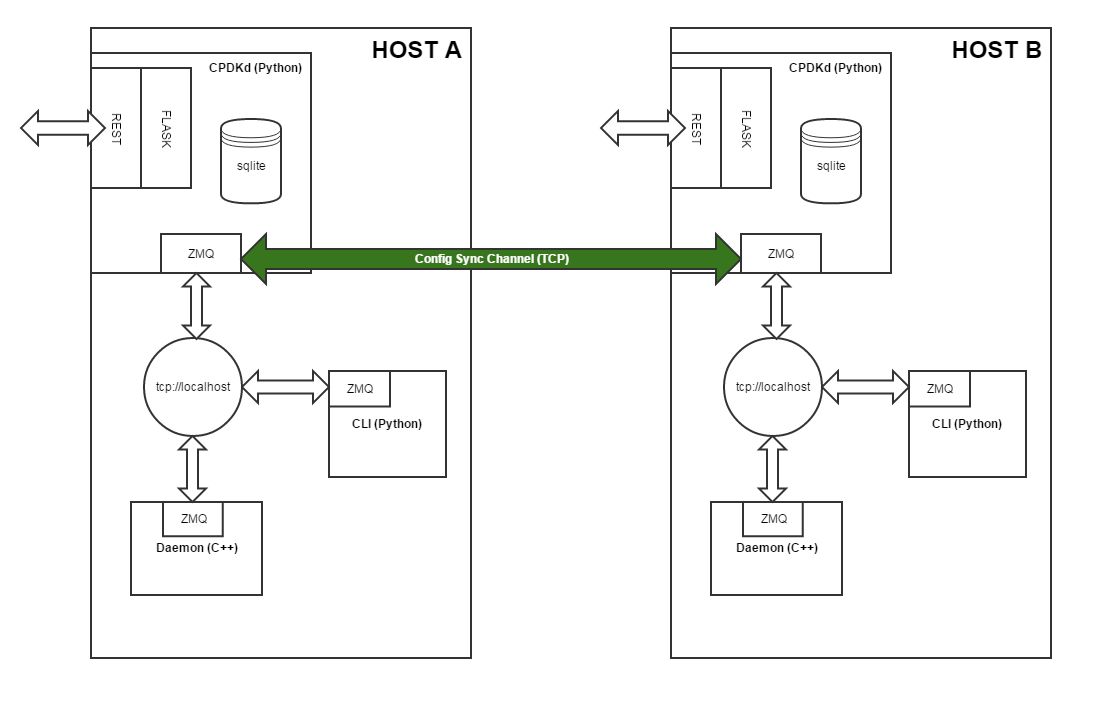 HOST A
CPDKd (Python)
REST
FLASK
sqlite
ZMQ
Config Sync Channel (TCP)
tcp://localhost
ZMQ
CLI (Python)
ZMQ
Daemon (C++)
HOST B
CPDKd (Python)
REST
FLASK
sqlite
ZMQ
tcp://localhost
ZMQ
CLI (Python)
ZMQ
Daemon (C++)